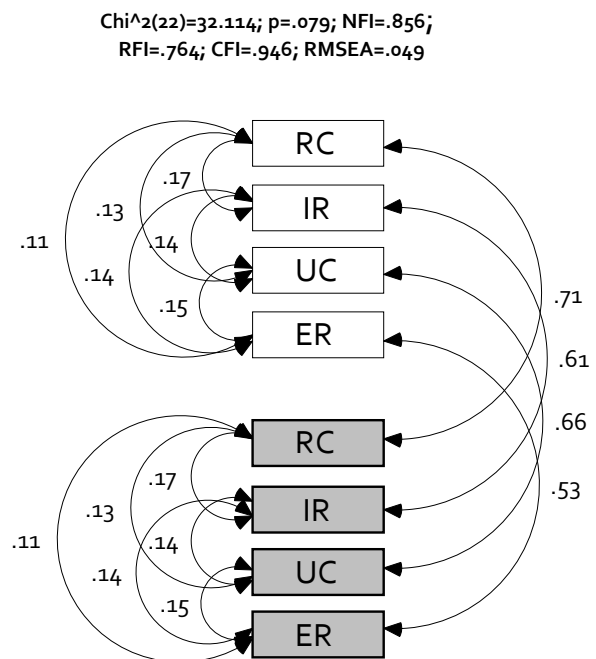 Chi^2(22)=32.114; p=.079; NFI=.856;
RFI=.764; CFI=.946; RMSEA=.049
RC
.17
IR
.13
.11
.14
UC
.14
.71
.15
ER
.61
.66
RC
.17
.53
IR
.13
.11
.14
UC
.14
.15
ER